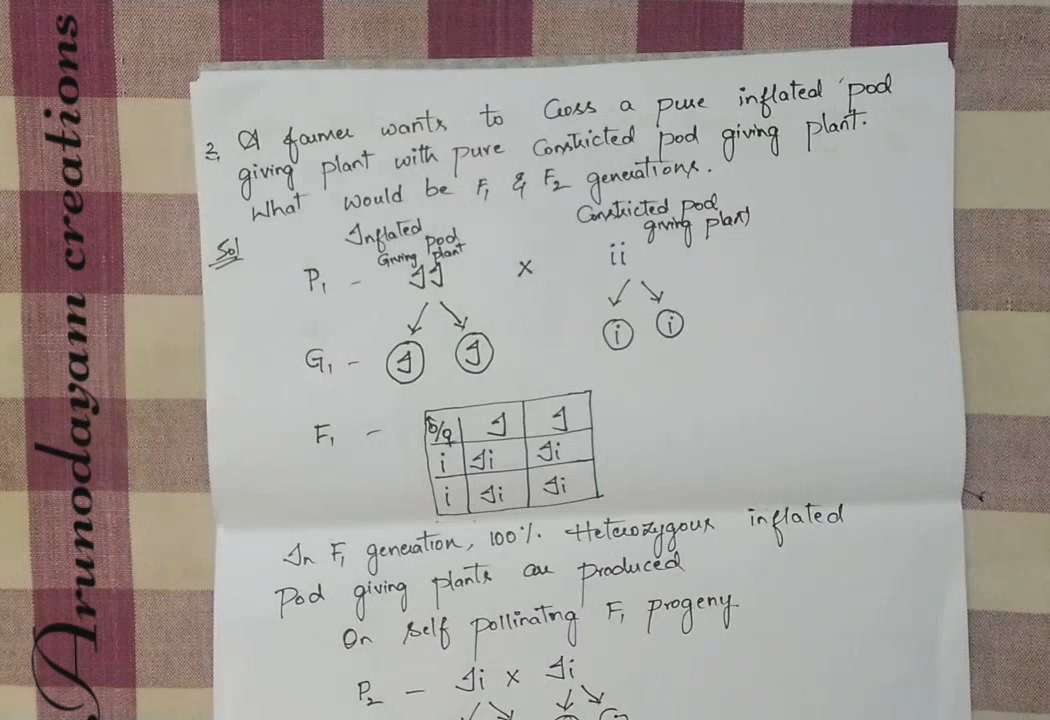 Arunodayam creations
3, A farmer wants to Cross a pure inflated pod
giving plant with pure Constricted pod giving plant.
What would be F1 & F2 generations.
Sol
Inflated pod Giving plant
Constricted pod giving plant
P1 - II x ii
G1 - I I i i
F1 -
♂/♀ I I
i Ii Ii
i Ii Ii
In F1 generation, 100% Heterozygous inflated
Pod giving plants are produced
On self pollinating F1 progeny
P2 - Ii x Ii